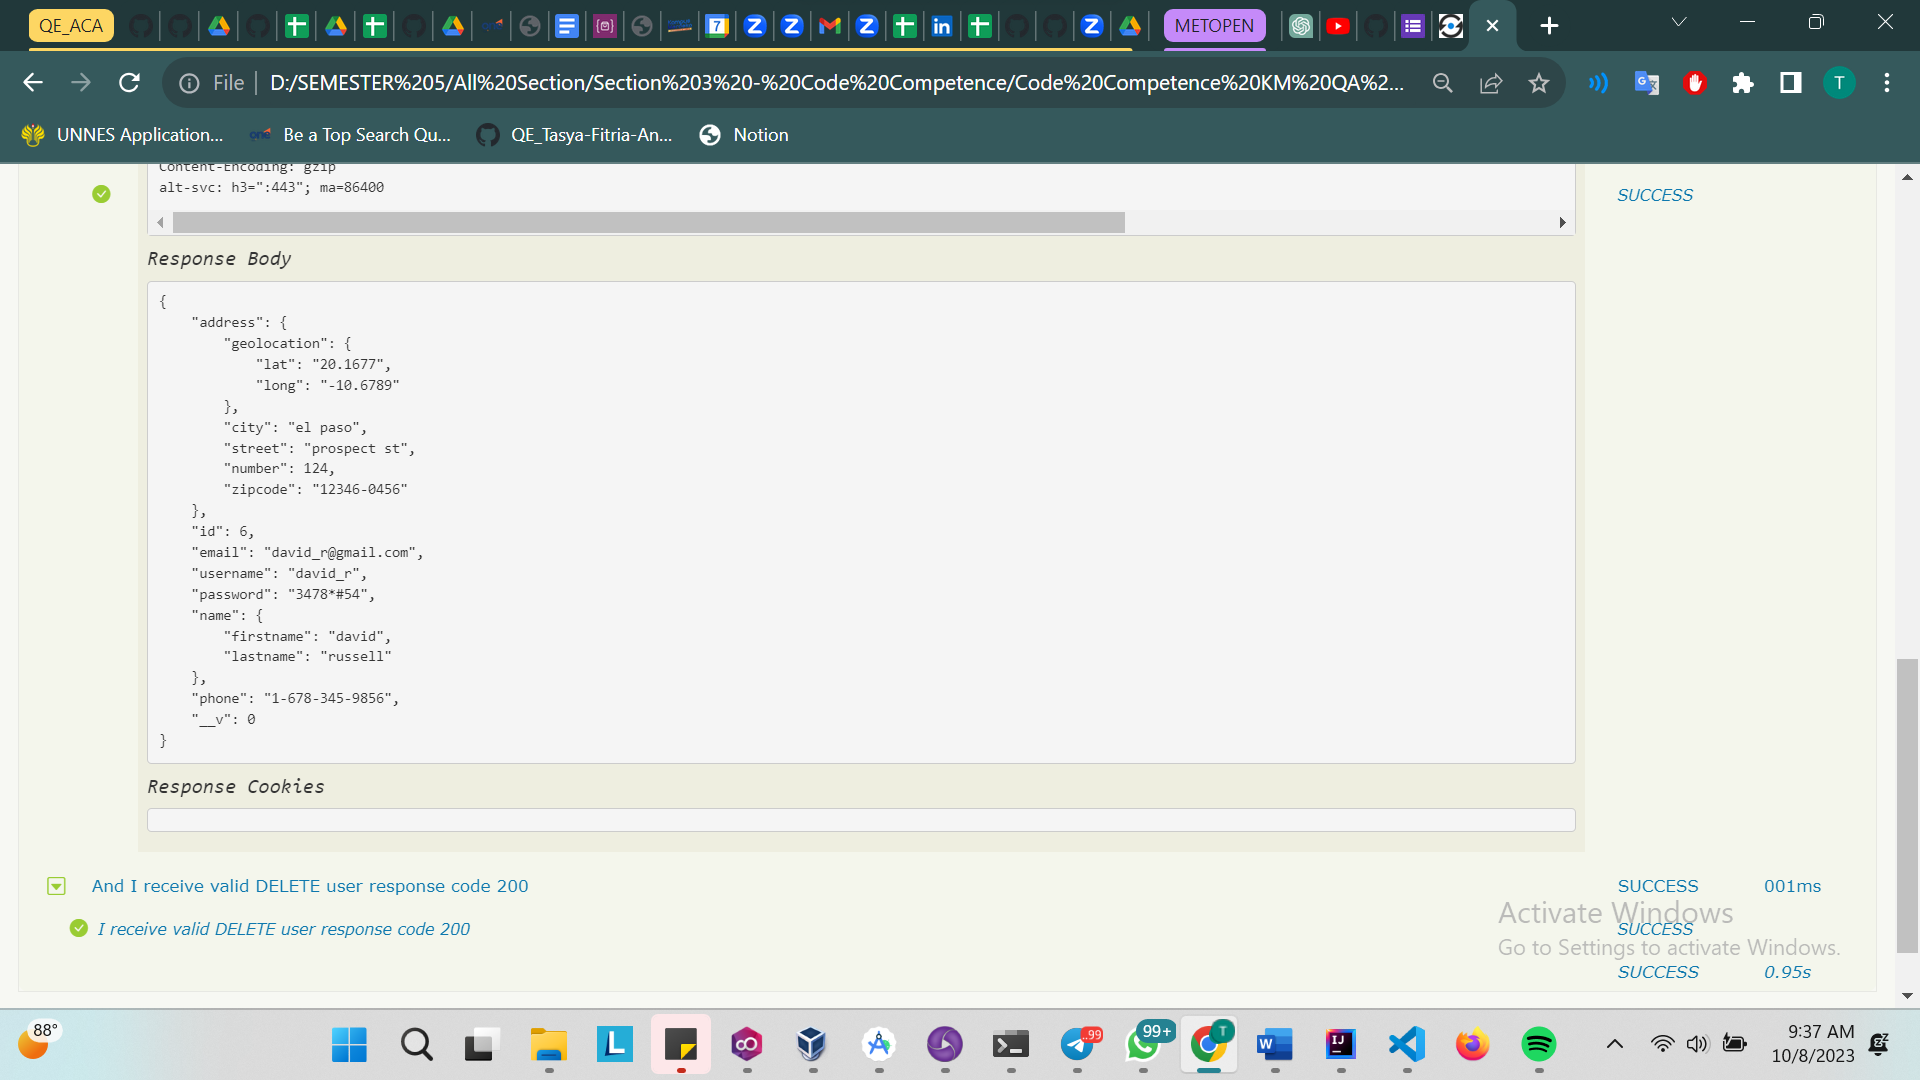 QE_ACA
METOPEN
File
D:/SEMESTER%205/All%20Section/Section%203%20-%20Code%20Competence/Code%20Competence%20KM%20QA%2...
UNNES Application...
Be a Top Search Qu...
QE_Tasya-Fitria-An...
Notion
Content-Encoding: gzip
alt-svc: h3=":443"; ma=86400
SUCCESS
Response Body
{
"address": {
"geolocation": {
"lat": "20.1677",
"long": "-10.6789"
},
"city": "el paso",
"street": "prospect st",
"number": 124,
"zipcode": "12346-0456"
},
"id": 6,
"email": "david_r@gmail.com",
"username": "david_r",
"password": "3478*#54",
"name": {
"firstname": "david",
"lastname": "russell"
},
"phone": "1-678-345-9856",
"__v": 0
}
Response Cookies
And I receive valid DELETE user response code 200 SUCCESS 001ms
Activate Windows
I receive valid DELETE user response code 200 SUCCESS
Go to Settings to activate Windows.
SUCCESS 0.95s
88°
99
99+
T
9:37 AM
10/8/2023